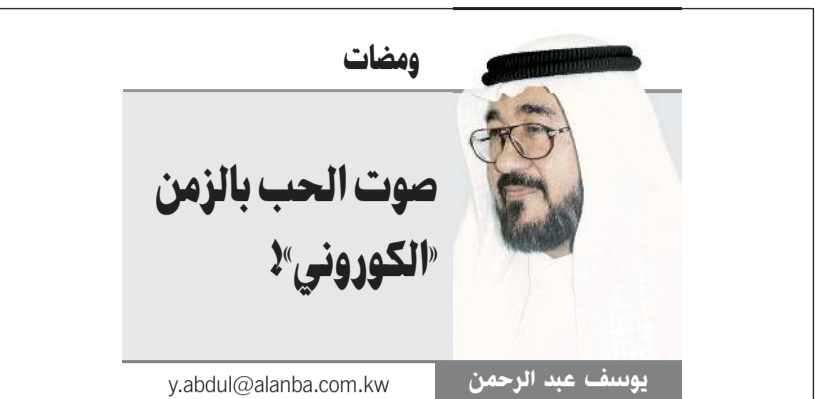 ومضات
صوت الحب بالزمن
«الكوروني»!
يوسف عبد الرحمن
y.abdul@alanba.com.kw